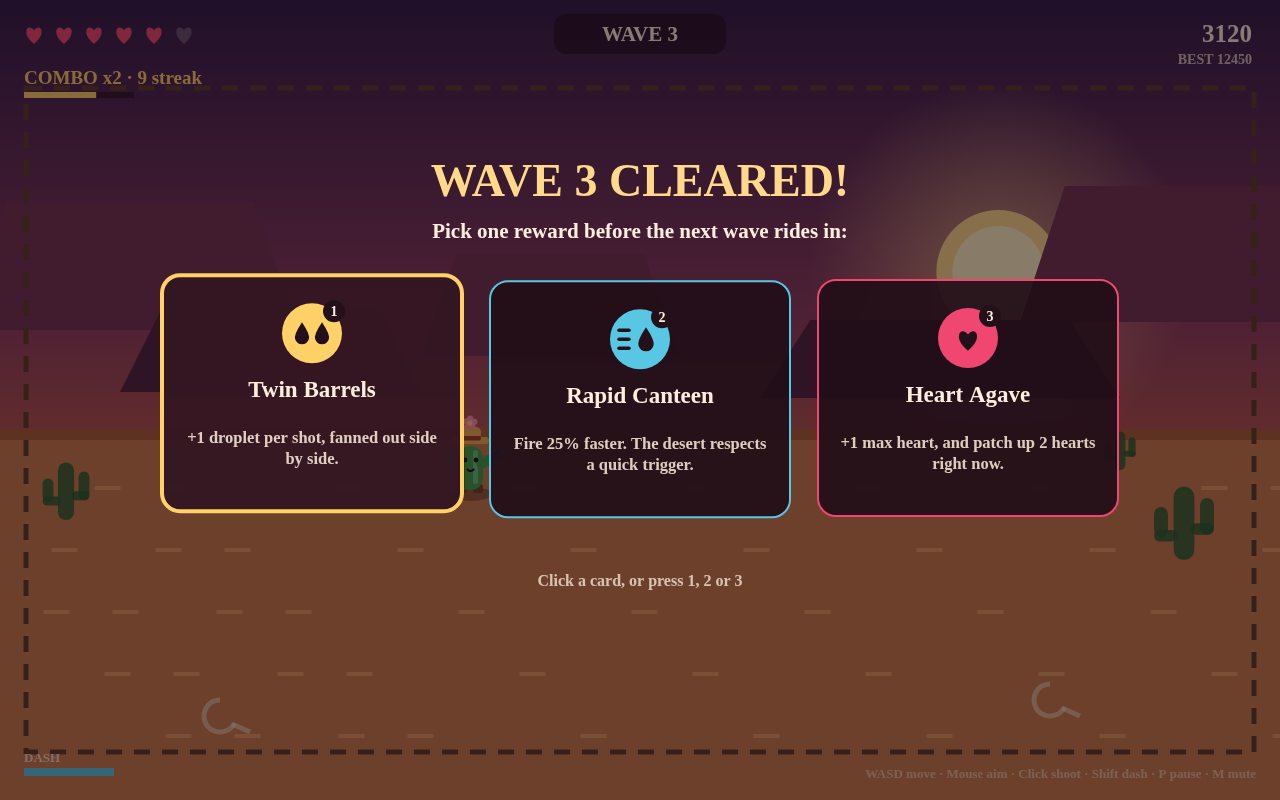 WAVE 3
3120
BEST 12450
COMBO x2 · 9 streak
WAVE 3 CLEARED!
Pick one reward before the next wave rides in:
1
Twin Barrels
+1 droplet per shot, fanned out side
by side.
2
Rapid Canteen
Fire 25% faster. The desert respects
a quick trigger.
3
Heart Agave
+1 max heart, and patch up 2 hearts
right now.
Click a card, or press 1, 2 or 3
DASH
WASD move · Mouse aim · Click shoot · Shift dash · P pause · M mute